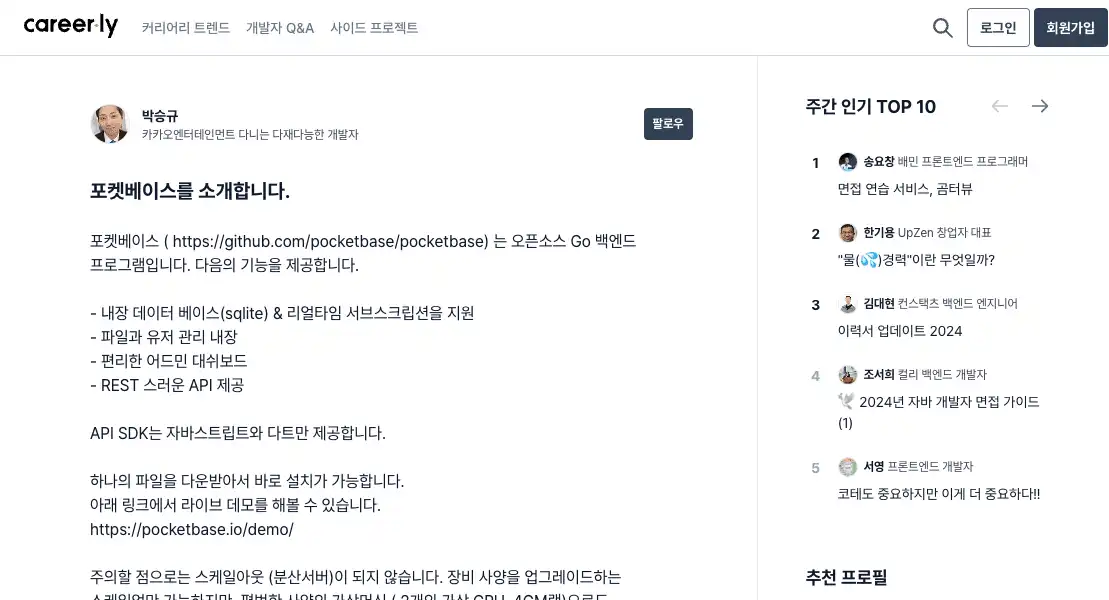 careerly
커리어리 트렌드 개발자 Q&A 사이드 프로젝트
로그인
회원가입
박승규
카카오엔터테인먼트 다니는 다재다능한 개발자
팔로우
포켓베이스를 소개합니다.
포켓베이스 ( https://github.com/pocketbase/pocketbase) 는 오픈소스 Go 백엔드
프로그램입니다. 다음의 기능을 제공합니다.
- 내장 데이터 베이스(sqlite) & 리얼타임 서브스크립션을 지원
- 파일과 유저 관리 내장
- 편리한 어드민 대쉬보드
- REST 스러운 API 제공
API SDK는 자바스트립트와 다트만 제공합니다.
하나의 파일을 다운받아서 바로 설치가 가능합니다.
아래 링크에서 라이브 데모를 해볼 수 있습니다.
https://pocketbase.io/demo/
주의할 점으로는 스케일아웃 (분산서버)이 되지 않습니다. 장비 사양을 업그레이드하는
주간 인기 TOP 10
1 송요창 배민 프론트엔드 프로그래머
면접 연습 서비스, 곰터뷰
2 한기용 UpZen 창업자 대표
"물(💦)경력"이란 무엇일까?
3 김대현 컨스택츠 백엔드 엔지니어
이력서 업데이트 2024
4 조서희 컬리 백엔드 개발자
🕊️ 2024년 자바 개발자 면접 가이드
(1)
5 서영 프론트엔드 개발자
코테도 중요하지만 이게 더 중요하다!!
추천 프로필